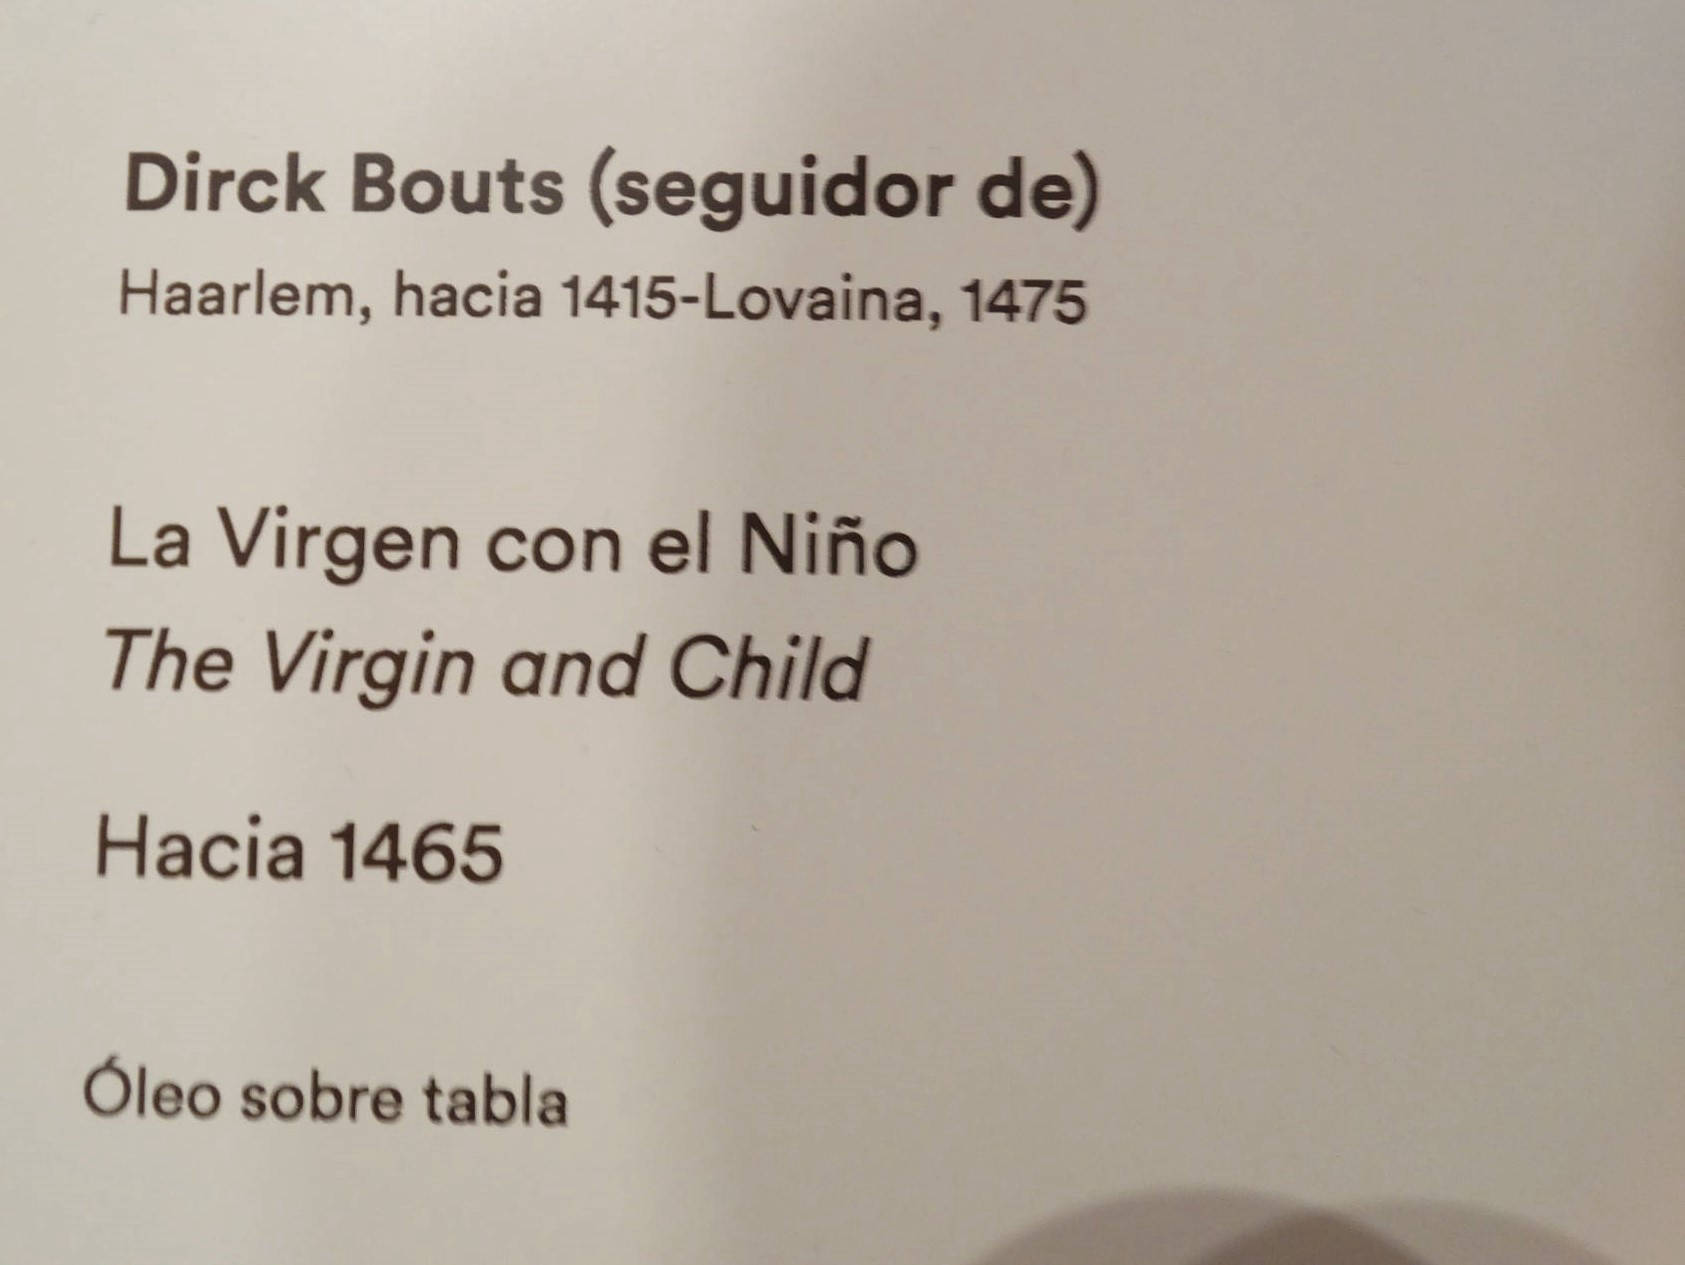 Dirck Bouts (seguidor de)
Haarlem, hacia 1415-Lovaina, 1475
La Virgen con el Niño
The Virgin and Child
Hacia 1465
Óleo sobre tabla